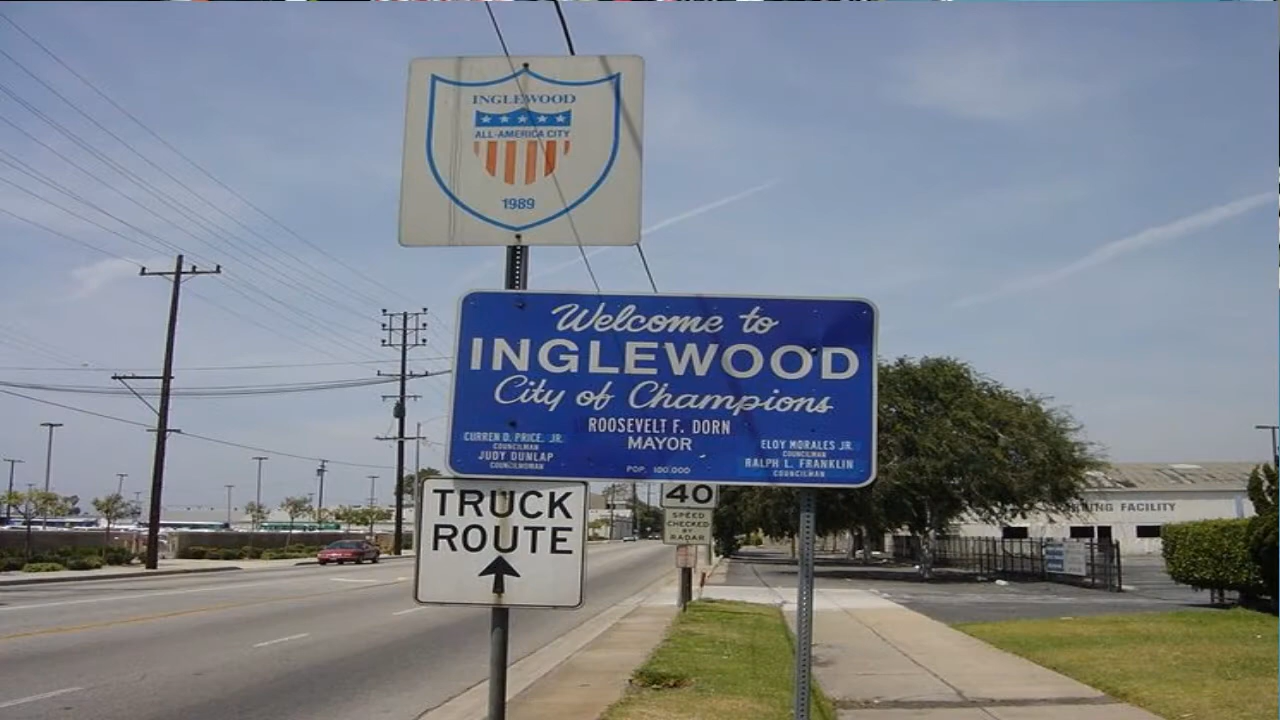 INGLEWOOD
ALL-AMERICA CITY
1989
Welcome to
INGLEWOOD
City of Champions
ROOSEVELT F. DORN
MAYOR
CURREN D. PRICE, JR.
COUNCILMAN
JUDY DUNLAP
COUNCILWOMAN
ELOY MORALES JR.
COUNCILMAN
RALPH L. FRANKLIN
COUNCILMAN
POP. 100,000
TRUCK
ROUTE
40
SPEED
CHECKED
BY
RADAR
FACILITY